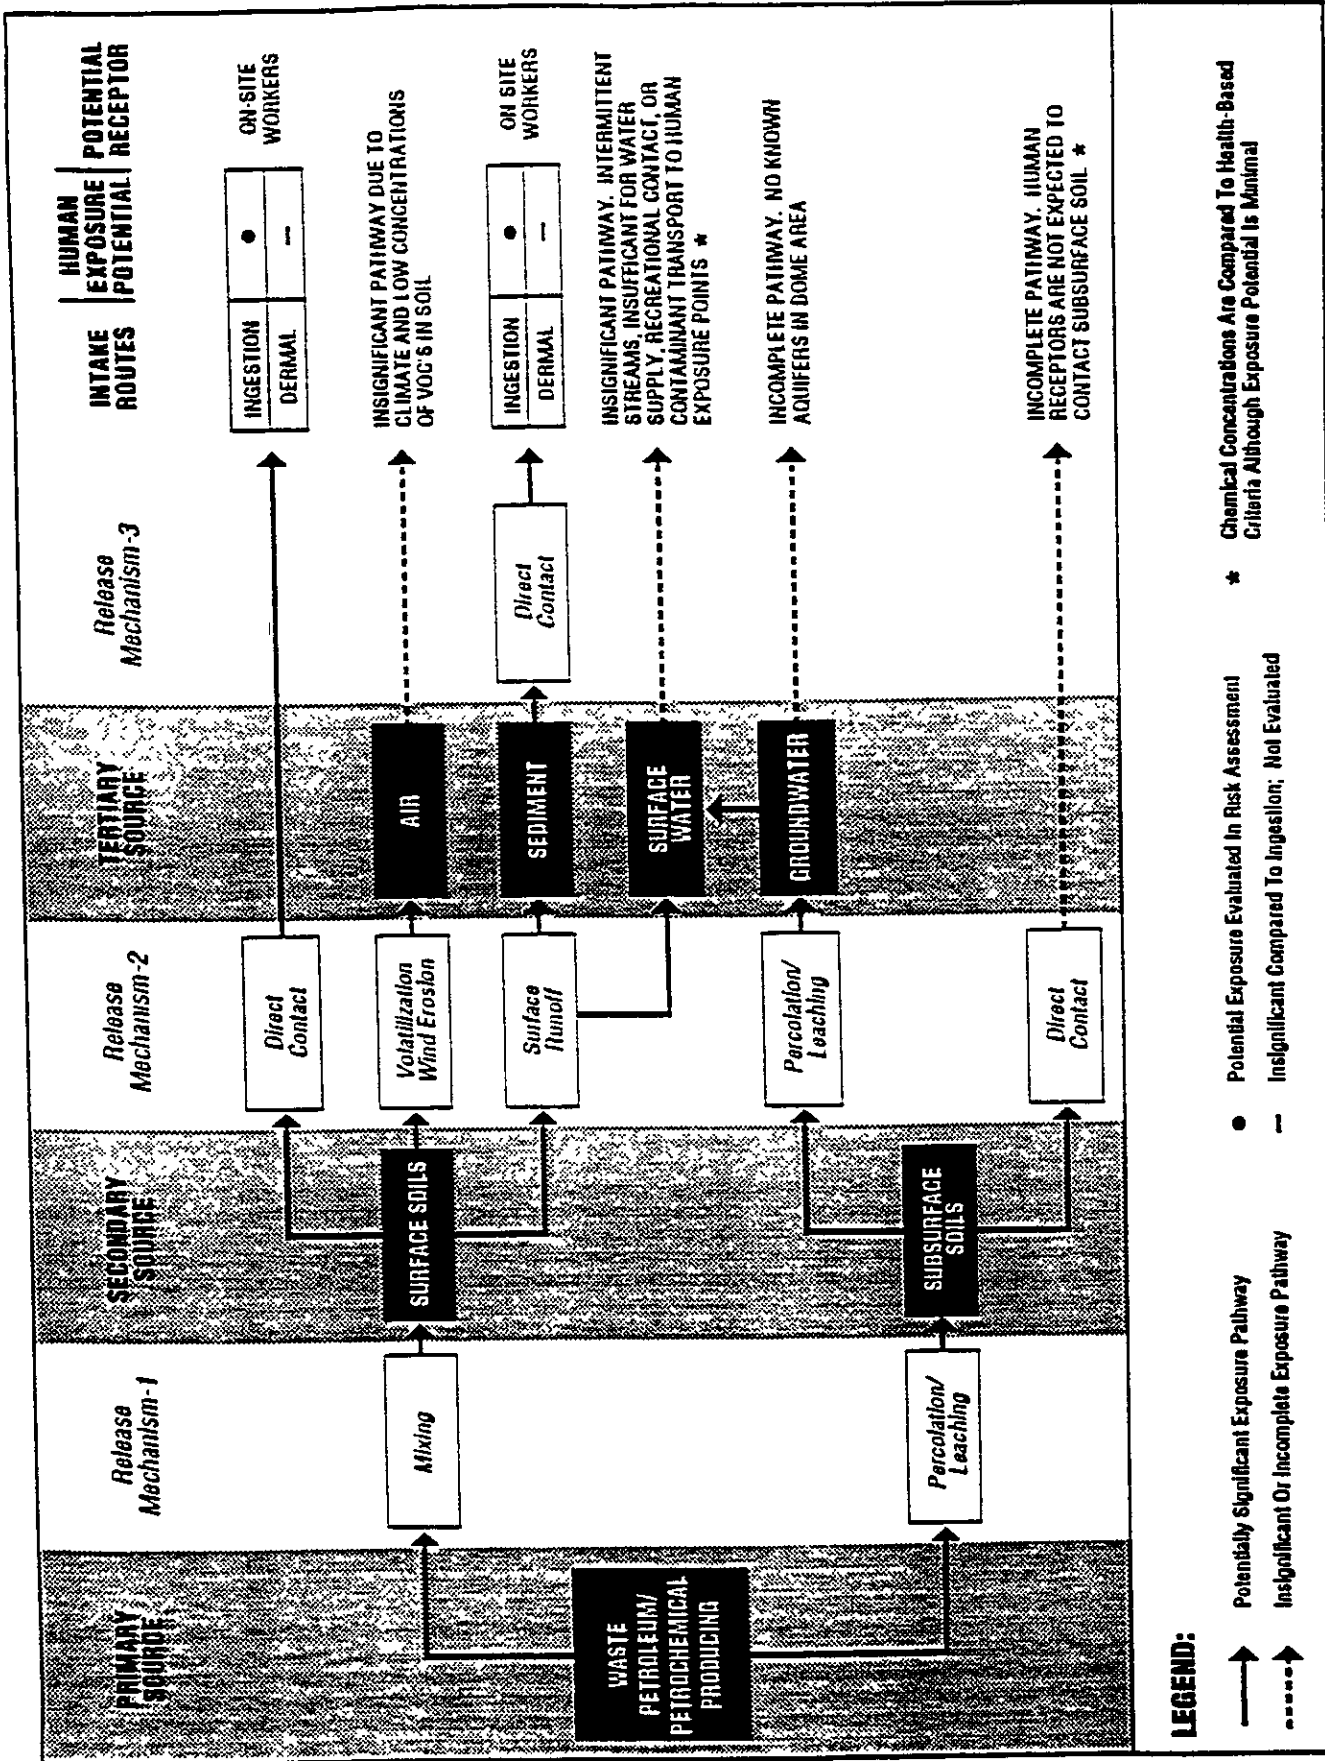 PRIMARY
SOURCE
Release
Mechanism-1
SECONDARY
SOURCE
Release
Mechanism-2
TERTIARY
SOURCE
Release
Mechanism-3
INTAKE
ROUTES
HUMAN
EXPOSURE
POTENTIAL
POTENTIAL
RECEPTOR
WASTE
PETROLEUM/
PETROCHEMICAL
PRODUCING
Mixing
Percolation/
Leaching
SURFACE SOILS
SUBSURFACE
SOILS
Direct
Contact
Volatilization
Wind Erosion
Surface
Runoff
Percolation/
Leaching
Direct
Contact
AIR
SEDIMENT
SURFACE
WATER
GROUNDWATER
Direct
Contact
INGESTION ●
DERMAL –
ON-SITE
WORKERS
INSIGNIFICANT PATHWAY DUE TO
CLIMATE AND LOW CONCENTRATIONS
OF VOC'S IN SOIL
INGESTION ●
DERMAL –
ON SITE
WORKERS
INSIGNIFICANT PATHWAY. INTERMITTENT
STREAMS, INSUFFICANT FOR WATER
SUPPLY, RECREATIONAL CONTACT, OR
CONTAMINANT TRANSPORT TO HUMAN
EXPOSURE POINTS *
INCOMPLETE PATHWAY. NO KNOWN
AQUIFERS IN DOME AREA
INCOMPLETE PATHWAY. HUMAN
RECEPTORS ARE NOT EXPECTED TO
CONTACT SUBSURFACE SOIL *
LEGEND:
Potentially Significant Exposure Pathway
Insignificant Or Incomplete Exposure Pathway
● Potential Exposure Evaluated In Risk Assessment
– Insignificant Compared To Ingesion; Not Evaluated
* Chemical Concentrations Are Compared To Health-Based
Criteria Although Exposure Potential Is Minimal